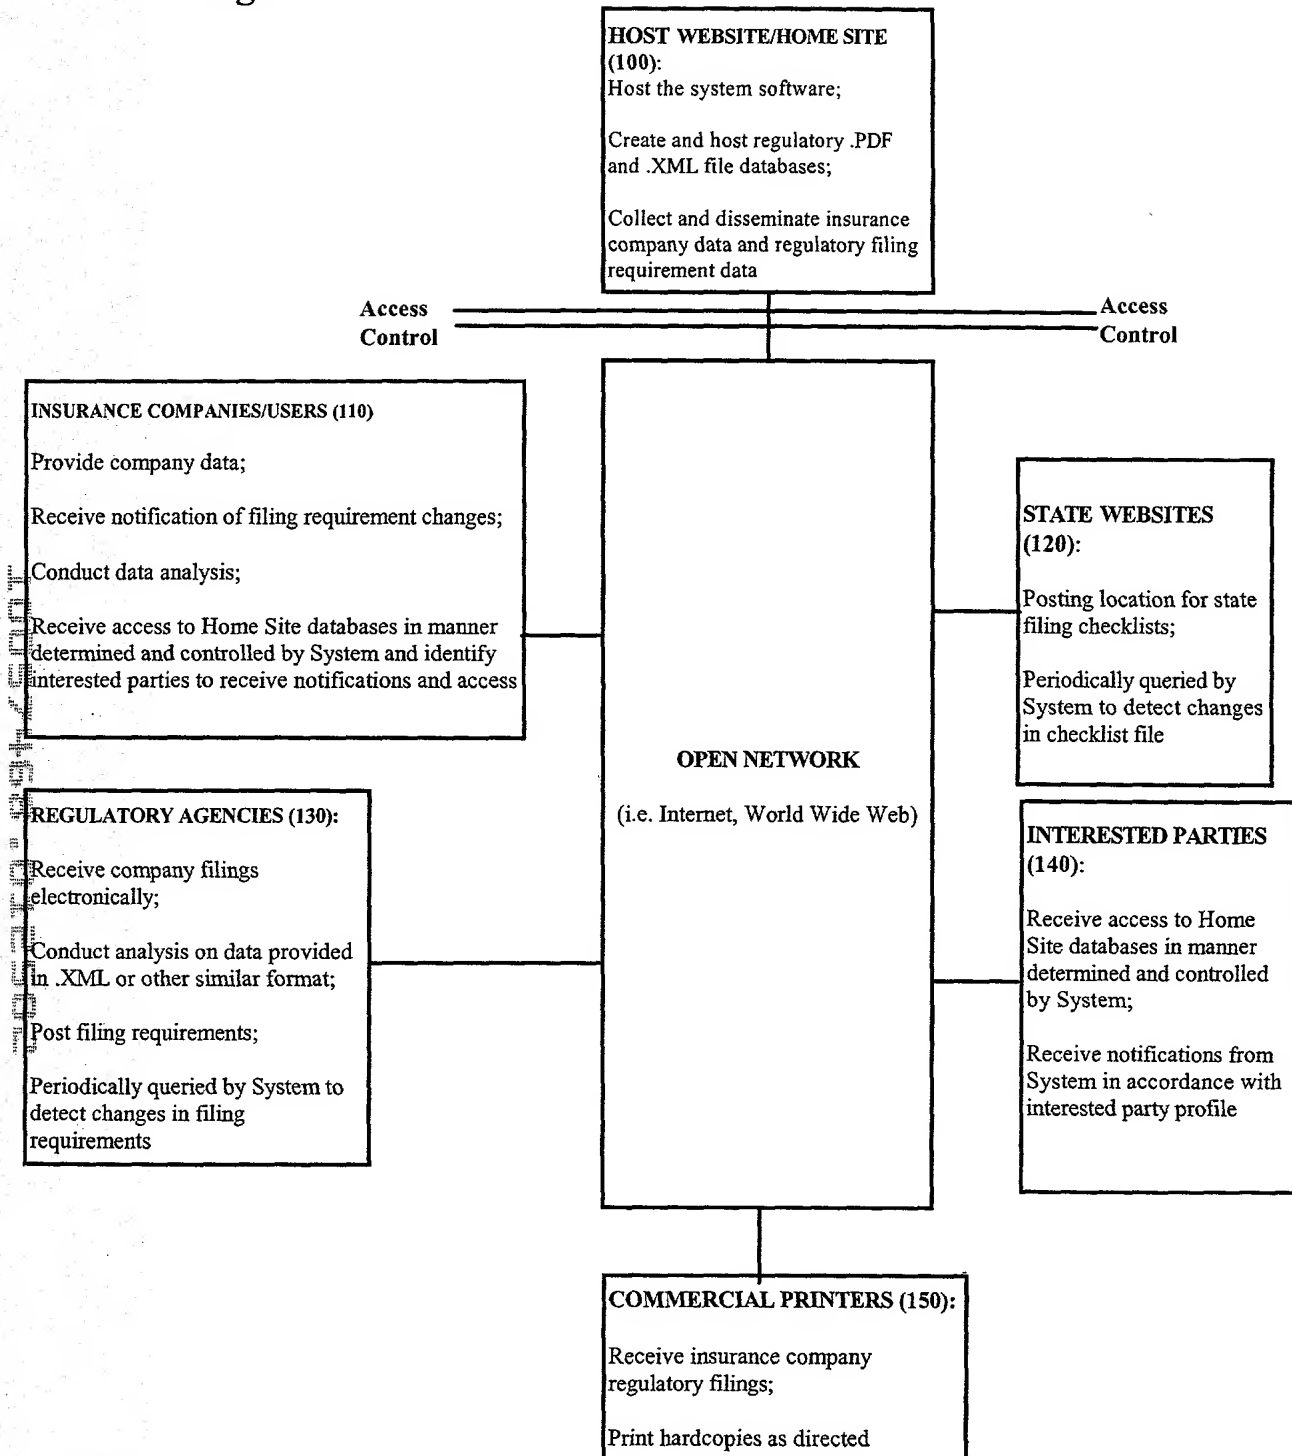 HOST WEBSITE/HOME SITE
(100):
Host the system software;
Create and host regulatory .PDF
and .XML file databases;
Collect and disseminate insurance
company data and regulatory filing
requirement data
Access
Control
Access
Control
INSURANCE COMPANIES/USERS (110)
Provide company data;
Receive notification of filing requirement changes;
Conduct data analysis;
Receive access to Home Site databases in manner
determined and controlled by System and identify
interested parties to receive notifications and access
STATE WEBSITES
(120):
Posting location for state
filing checklists;
Periodically queried by
System to detect changes
in checklist file
OPEN NETWORK
(i.e. Internet, World Wide Web)
REGULATORY AGENCIES (130):
Receive company filings
electronically;
Conduct analysis on data provided
in .XML or other similar format;
Post filing requirements;
Periodically queried by System to
detect changes in filing
requirements
INTERESTED PARTIES
(140):
Receive access to Home
Site databases in manner
determined and controlled
by System;
Receive notifications from
System in accordance with
interested party profile
COMMERCIAL PRINTERS (150):
Receive insurance company
regulatory filings;
Print hardcopies as directed